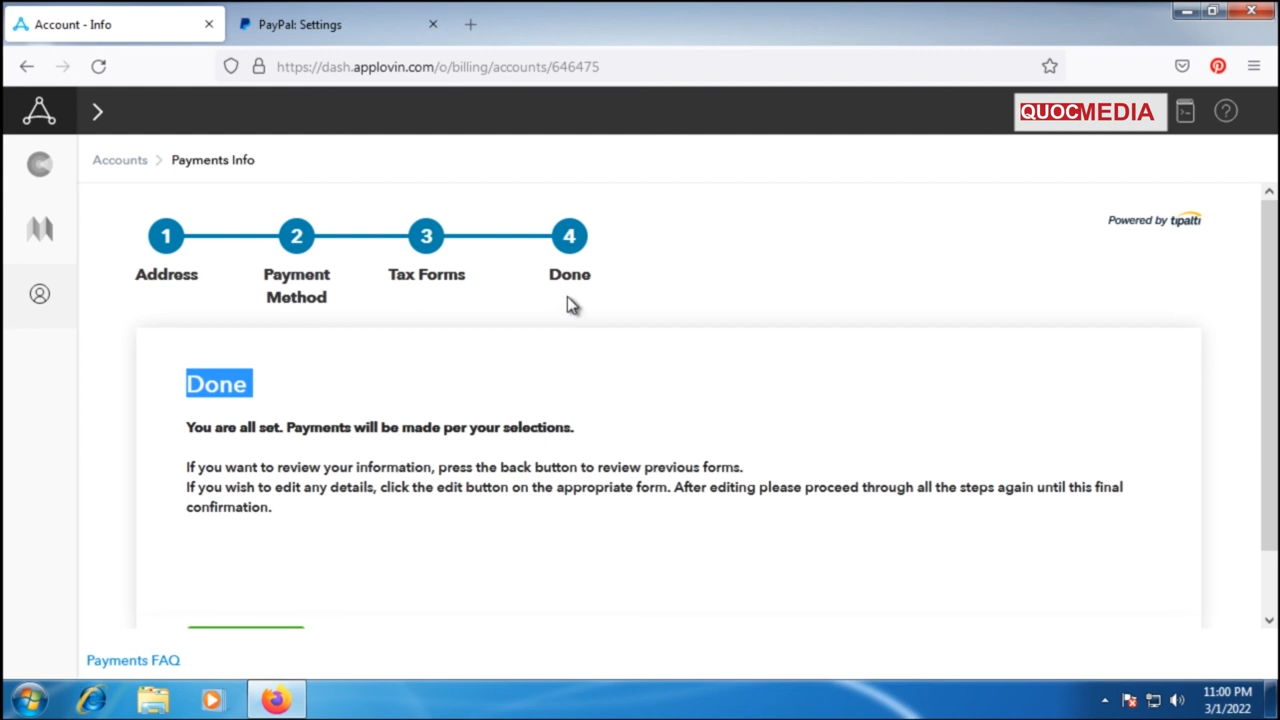 Account - Info
PayPal: Settings
https://dash.applovin.com/o/billing/accounts/646475
QUOCMEDIA
Accounts > Payments Info
Powered by tipalti
1 2 3 4
Address Payment Method Tax Forms Done
Done
You are all set. Payments will be made per your selections.
If you want to review your information, press the back button to review previous forms.
If you wish to edit any details, click the edit button on the appropriate form. After editing please proceed through all the steps again until this final
confirmation.
Payments FAQ
11:00 PM
3/1/2022